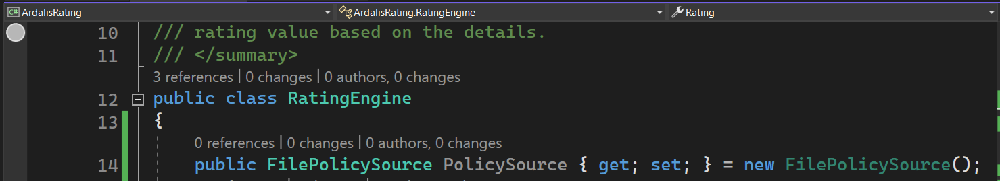 C# ArdalisRating ArdalisRating.RatingEngine Rating
10 /// rating value based on the details.
11 /// </summary>
3 references | 0 changes | 0 authors, 0 changes
12 public class RatingEngine
13 {
0 references | 0 changes | 0 authors, 0 changes
14 public FilePolicySource PolicySource { get; set; } = new FilePolicySource();